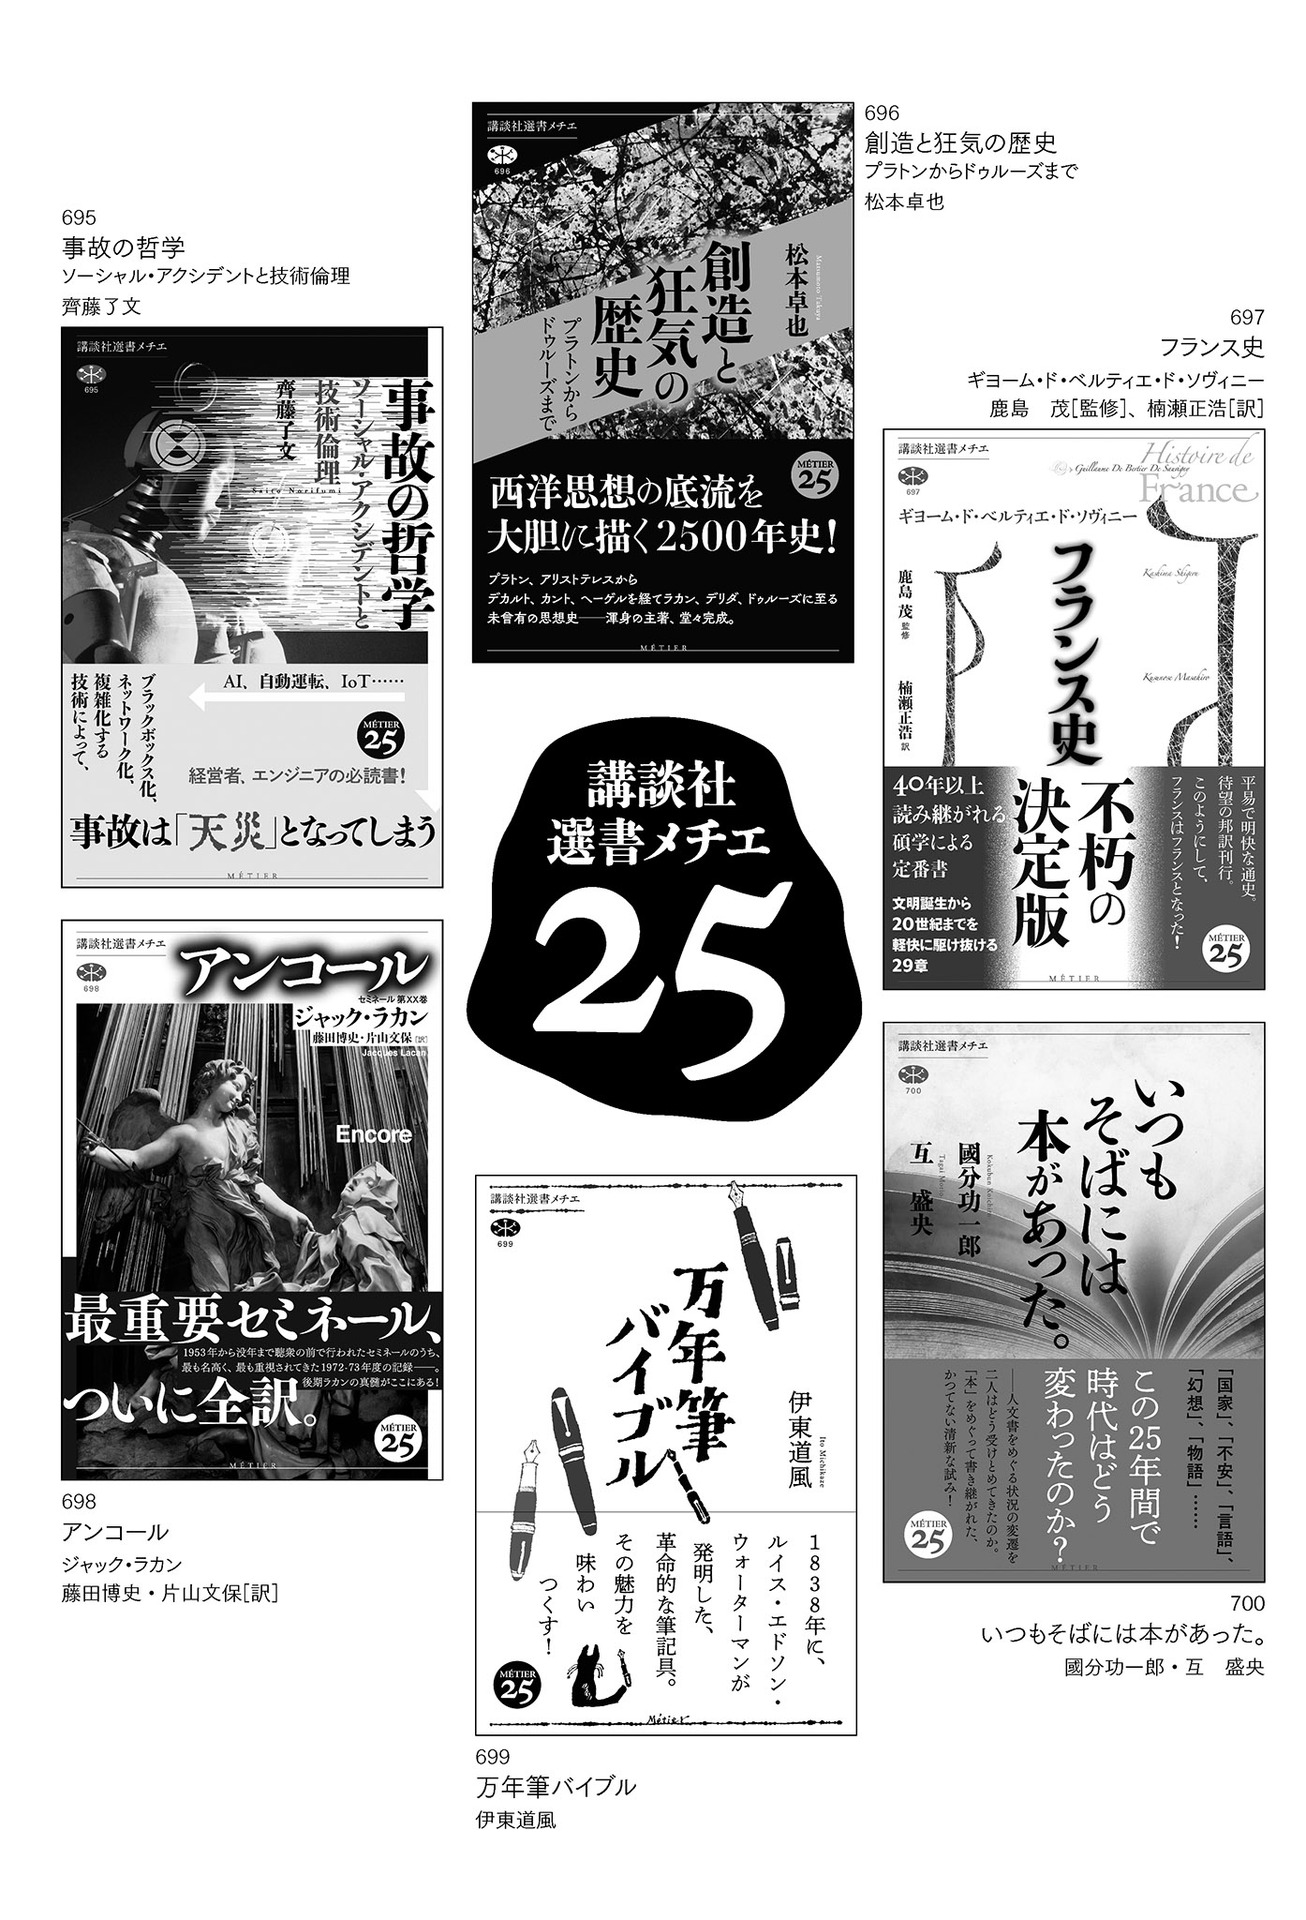 695
事故の哲学
ソーシャル・アクシデントと技術倫理
齊藤了文
講談社選書メチエ
695
事故の哲学
ソーシャル・アクシデントと
技術倫理
齊藤了文
Saito Norifumi
AI、自動運転、IoT……
ブラックボックス化、
ネットワーク化、
複雑化する
技術によって、
MÉTIER
25
経営者、エンジニアの必読書！
事故は「天災」となってしまう
MÉTIER
696
創造と狂気の歴史
プラトンからドゥルーズまで
松本卓也
講談社選書メチエ
696
松本卓也
Matsumoto Takuya
創造と
狂気の
歴史
プラトンから
ドゥルーズまで
MÉTIER
25
西洋思想の底流を
大胆に描く2500年史！
プラトン、アリストテレスから
デカルト、カント、ヘーゲルを経てラカン、デリダ、ドゥルーズに至る
未曾有の思想史──渾身の主著、堂々完成。
MÉTIER
697
フランス史
ギヨーム・ド・ベルティエ・ド・ソヴィニー
鹿島　茂[監修]、楠瀬正浩[訳]
講談社選書メチエ
697
Histoire de
France
Guillaume De Bertier De Sauvigny
ギヨーム・ド・ベルティエ・ド・ソヴィニー
フランス史
鹿島 茂 監修
Kashima Shigeru
楠瀬正浩 訳
Kusunose Masahiro
不朽の
決定版
40年以上
読み継がれる
碩学による
定番書
文明誕生から
20世紀までを
軽快に駆け抜ける
29章
平易で明快な通史。
待望の邦訳刊行。
このようにして、
フランスはフランスとなった！
MÉTIER
25
MÉTIER
講談社
選書メチエ
25
講談社選書メチエ
698
アンコール
セミネール 第XX巻
ジャック・ラカン
藤田博史・片山文保［訳］
Jacques Lacan
Encore
最重要セミネール、
1953年から没年まで聴衆の前で行われたセミネールのうち、
最も名高く、最も重視されてきた1972-73年度の記録──。
後期ラカンの真髄がここにある！
ついに全訳。
MÉTIER
25
MÉTIER
698
アンコール
ジャック・ラカン
藤田博史・片山文保[訳]
講談社選書メチエ
699
万年筆
バイブル
伊東道風
Ito Michikaze
1838年に、
ルイス・エドソン・
ウォーターマンが
発明した、
革命的な筆記具。
その魅力を
味わい
つくす！
MÉTIER
25
Métier
699
万年筆バイブル
伊東道風
講談社選書メチエ
700
いつも
そばには
本があった。
國分功一郎
Kokubun Koichiro
互　盛央
Tagai Morio
「国家」、「不安」、「言語」、
「幻想」、「物語」……
この25年間で
時代はどう
変わったのか？
──人文書をめぐる状況の変遷を
二人はどう受けとめてきたのか。
「本」をめぐって書き継がれた、
かつてない清新な試み！
MÉTIER
25
MÉTIER
700
いつもそばには本があった。
國分功一郎・互　盛央